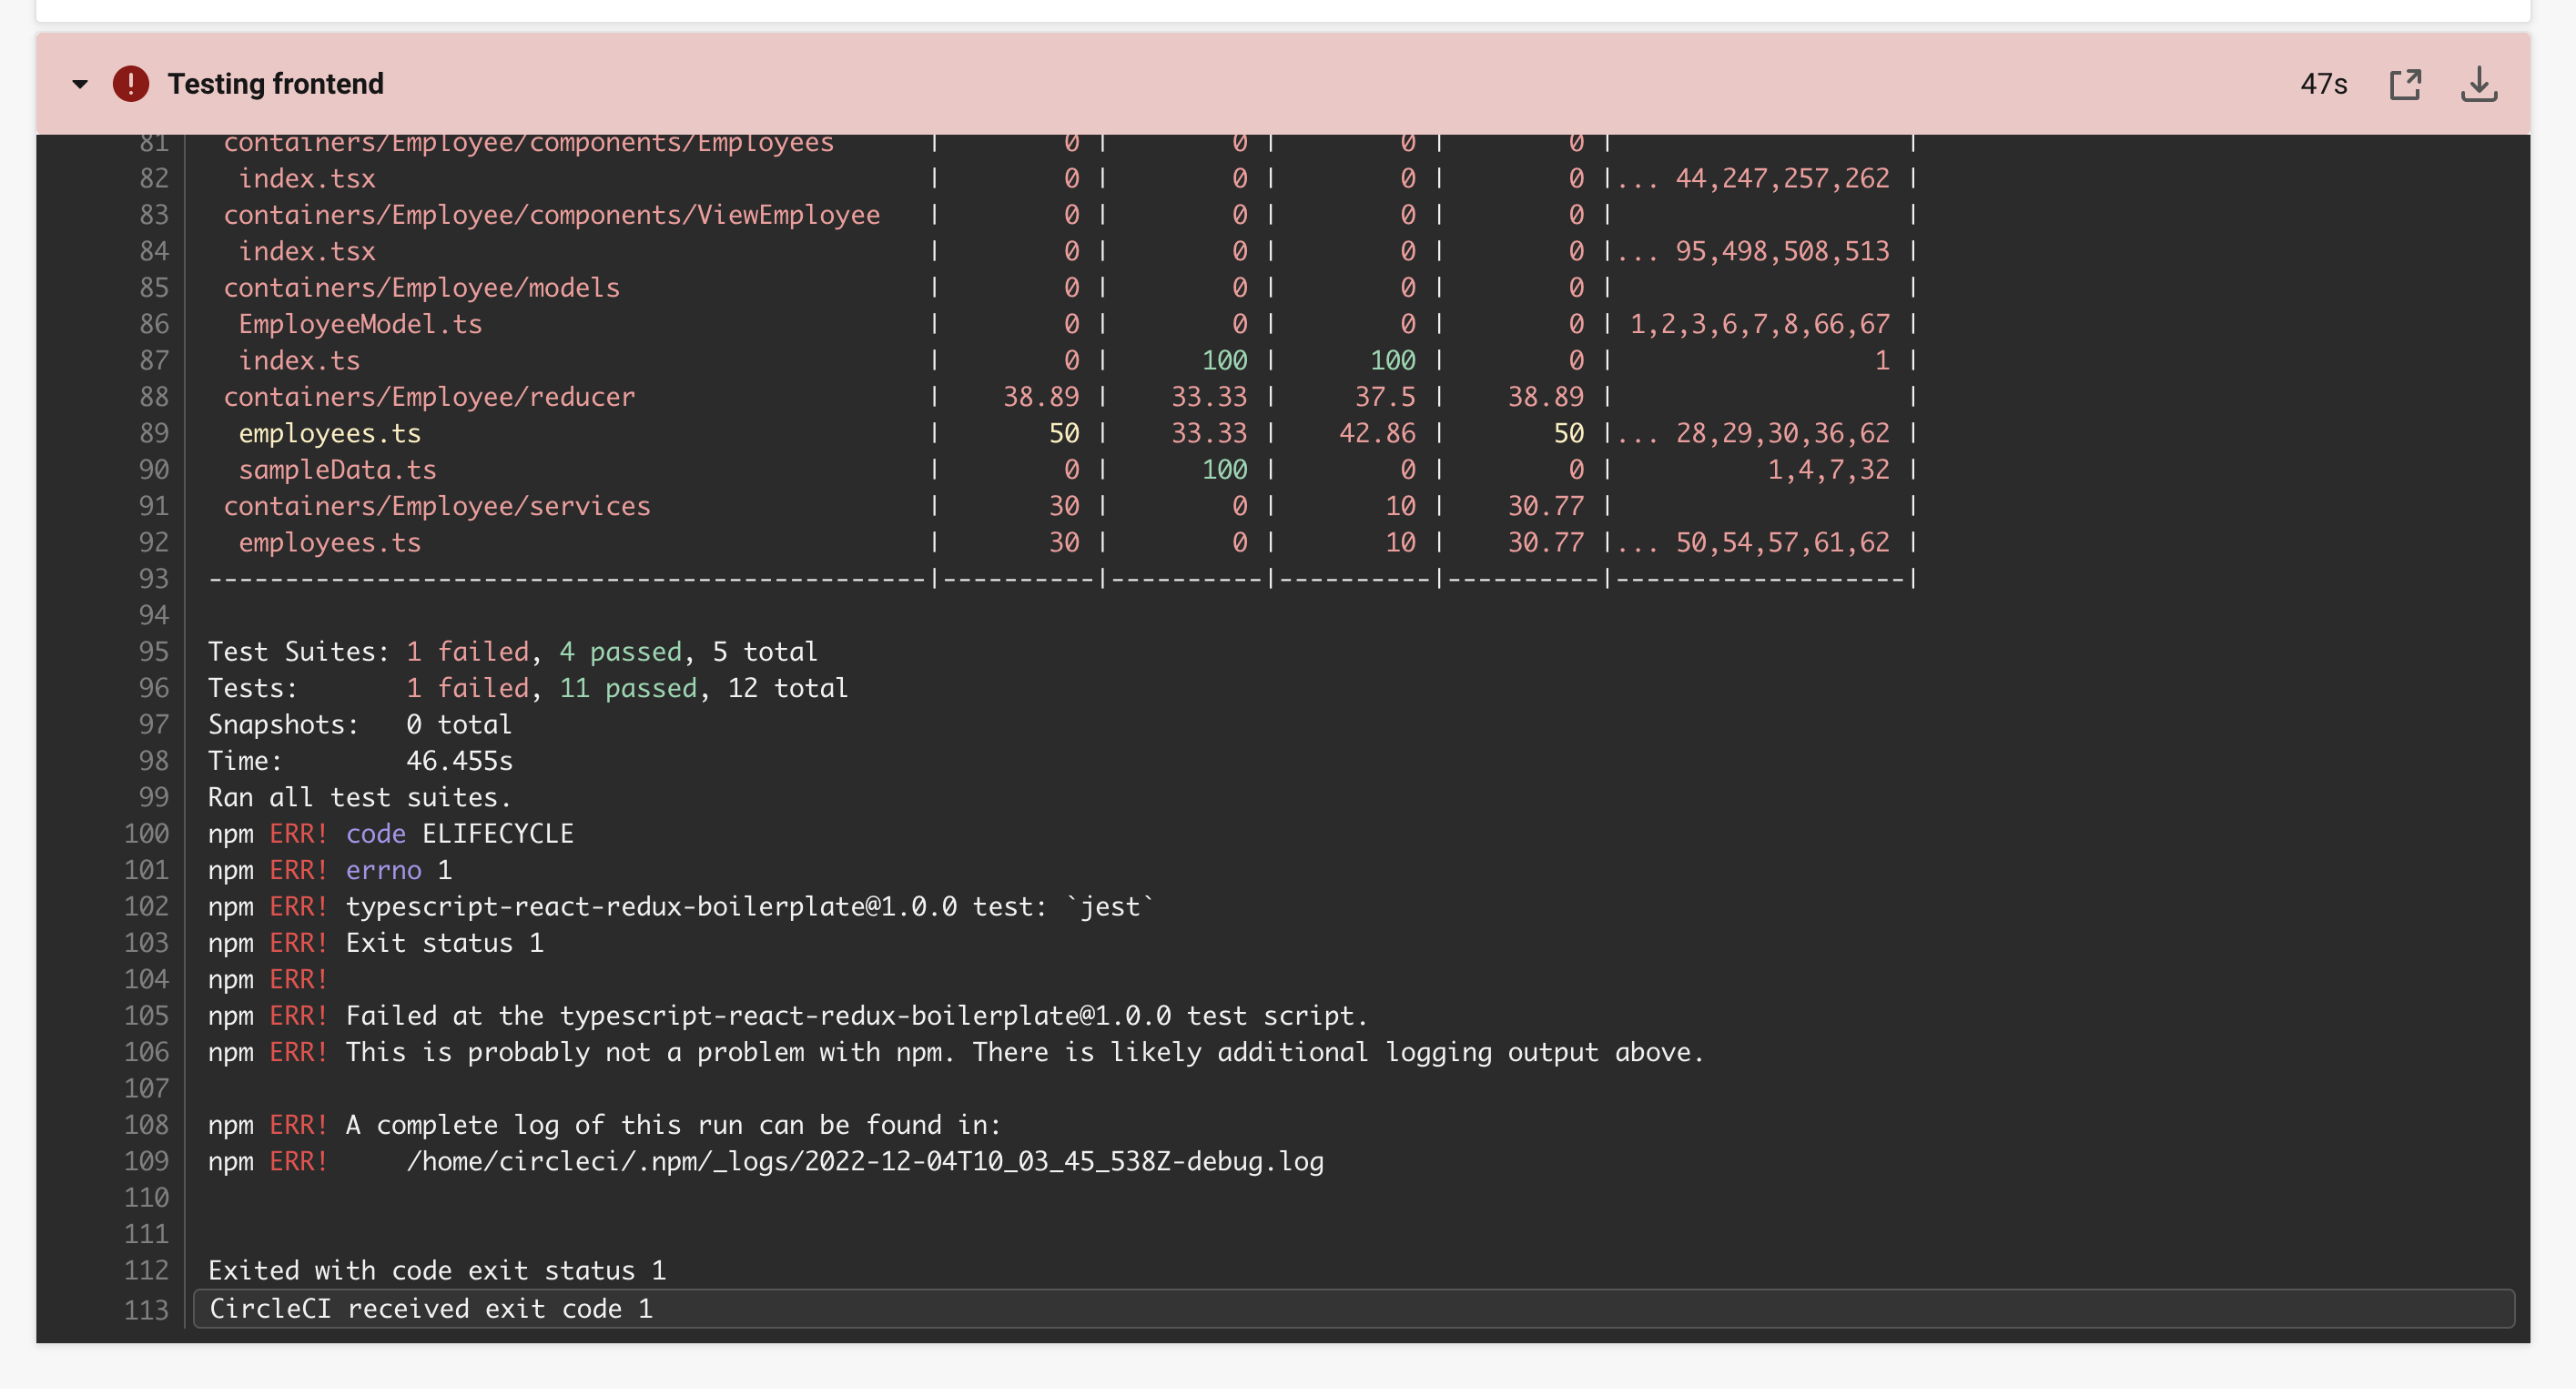 Testing frontend 47s
81 containers/Employee/components/Employees | 0 | 0 | 0 | 0 | |
82 index.tsx | 0 | 0 | 0 | 0 |... 44,247,257,262 |
83 containers/Employee/components/ViewEmployee | 0 | 0 | 0 | 0 | |
84 index.tsx | 0 | 0 | 0 | 0 |... 95,498,508,513 |
85 containers/Employee/models | 0 | 0 | 0 | 0 | |
86 EmployeeModel.ts | 0 | 0 | 0 | 0 | 1,2,3,6,7,8,66,67 |
87 index.ts | 0 | 100 | 100 | 0 | 1 |
88 containers/Employee/reducer | 38.89 | 33.33 | 37.5 | 38.89 | |
89 employees.ts | 50 | 33.33 | 42.86 | 50 |... 28,29,30,36,62 |
90 sampleData.ts | 0 | 100 | 0 | 0 | 1,4,7,32 |
91 containers/Employee/services | 30 | 0 | 10 | 30.77 | |
92 employees.ts | 30 | 0 | 10 | 30.77 |... 50,54,57,61,62 |
93 -----------------------------------------------|----------|----------|----------|----------|-------------------|
94
95 Test Suites: 1 failed, 4 passed, 5 total
96 Tests: 1 failed, 11 passed, 12 total
97 Snapshots: 0 total
98 Time: 46.455s
99 Ran all test suites.
100 npm ERR! code ELIFECYCLE
101 npm ERR! errno 1
102 npm ERR! typescript-react-redux-boilerplate@1.0.0 test: `jest`
103 npm ERR! Exit status 1
104 npm ERR!
105 npm ERR! Failed at the typescript-react-redux-boilerplate@1.0.0 test script.
106 npm ERR! This is probably not a problem with npm. There is likely additional logging output above.
107
108 npm ERR! A complete log of this run can be found in:
109 npm ERR! /home/circleci/.npm/_logs/2022-12-04T10_03_45_538Z-debug.log
110
111
112 Exited with code exit status 1
113 CircleCI received exit code 1